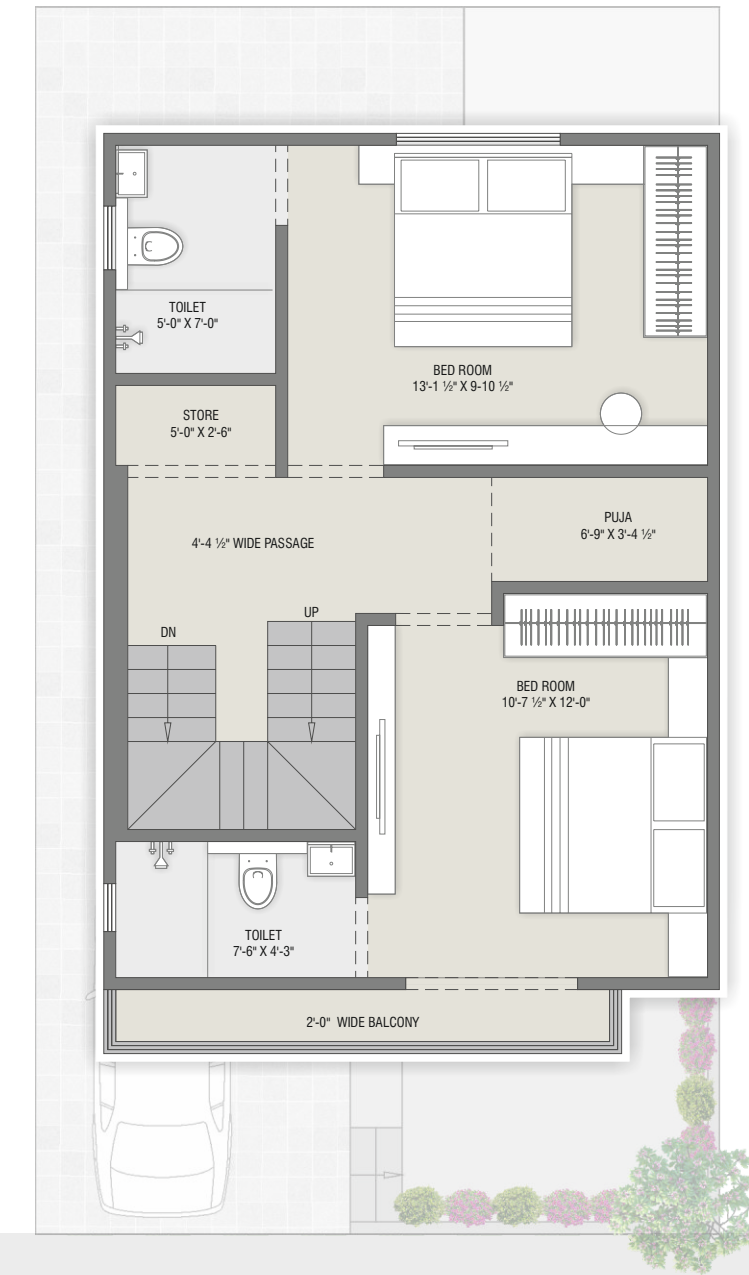 TOILET
5'-0" X 7'-0"
BED ROOM
13'-1 ½" X 9-10 ½"
STORE
5'-0" X 2'-6"
PUJA
6'-9" X 3'-4 ½"
4'-4 ½" WIDE PASSAGE
UP
DN
BED ROOM
10'-7 ½" X 12'-0"
TOILET
7'-6" X 4'-3"
2'-0" WIDE BALCONY